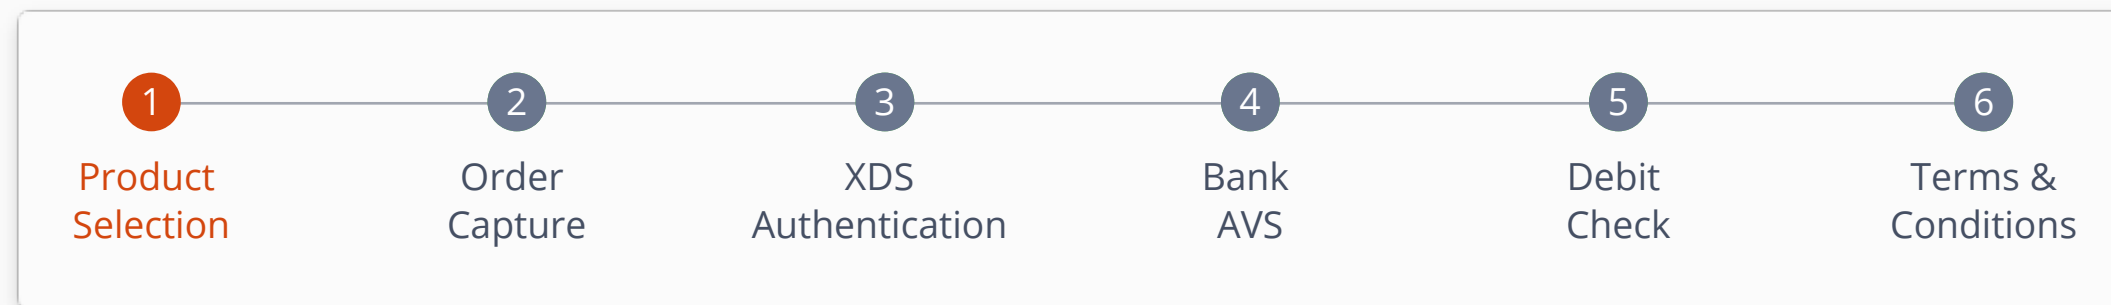 1 2 3 4 5 6
Product Order XDS Bank Debit Terms &
Selection Capture Authentication AVS Check Conditions